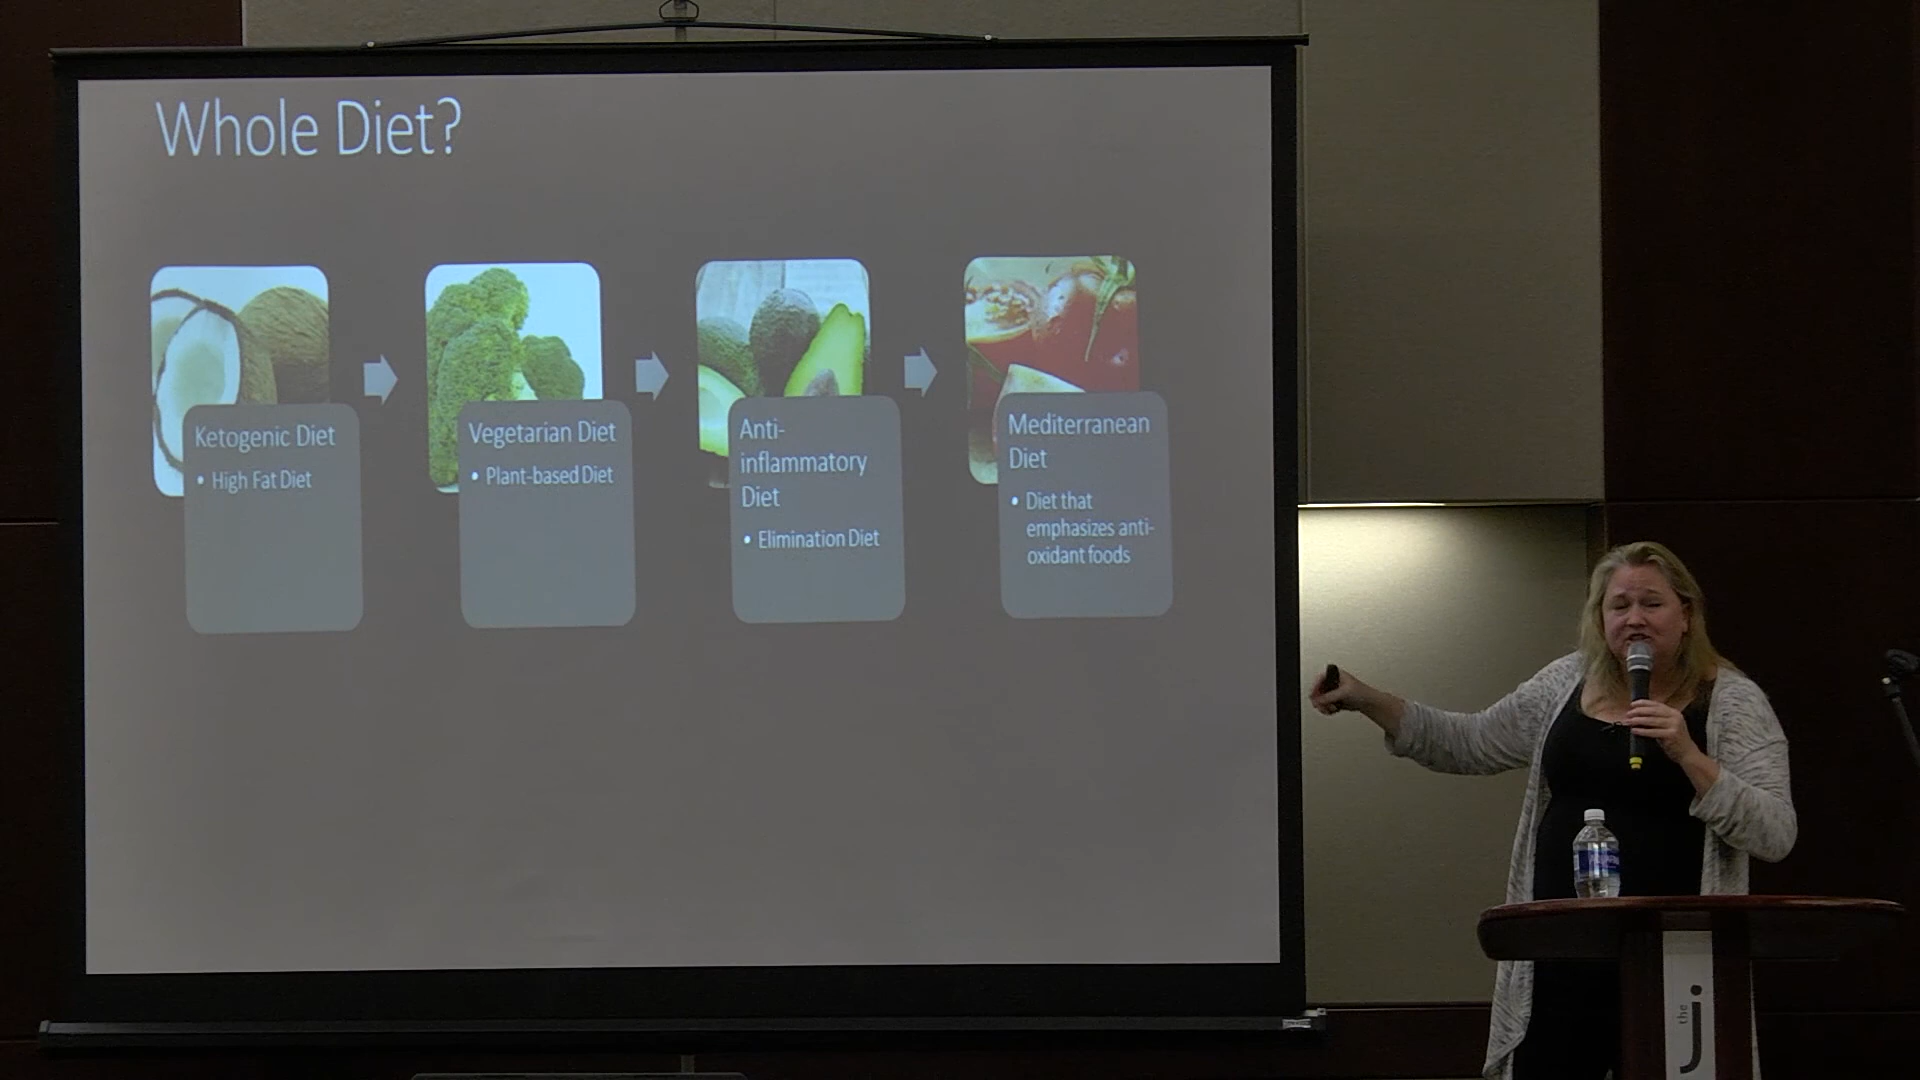 Whole Diet?
Ketogenic Diet
• High Fat Diet
Vegetarian Diet
• Plant-based Diet
Anti-
inflammatory
Diet
• Elimination Diet
Mediterranean
Diet
• Diet that
emphasizes anti-
oxidant foods
the j